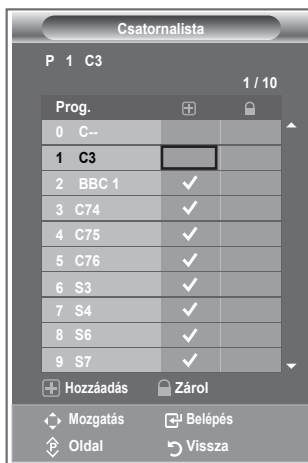 Csatornalista
P 1 C3
1 / 10
Prog.
0 C--
1 C3
2 BBC 1
3 C74
4 C75
5 C76
6 S3
7 S4
8 S6
9 S7
Hozzáadás Zárol
Mozgatás Belépés
Oldal Vissza